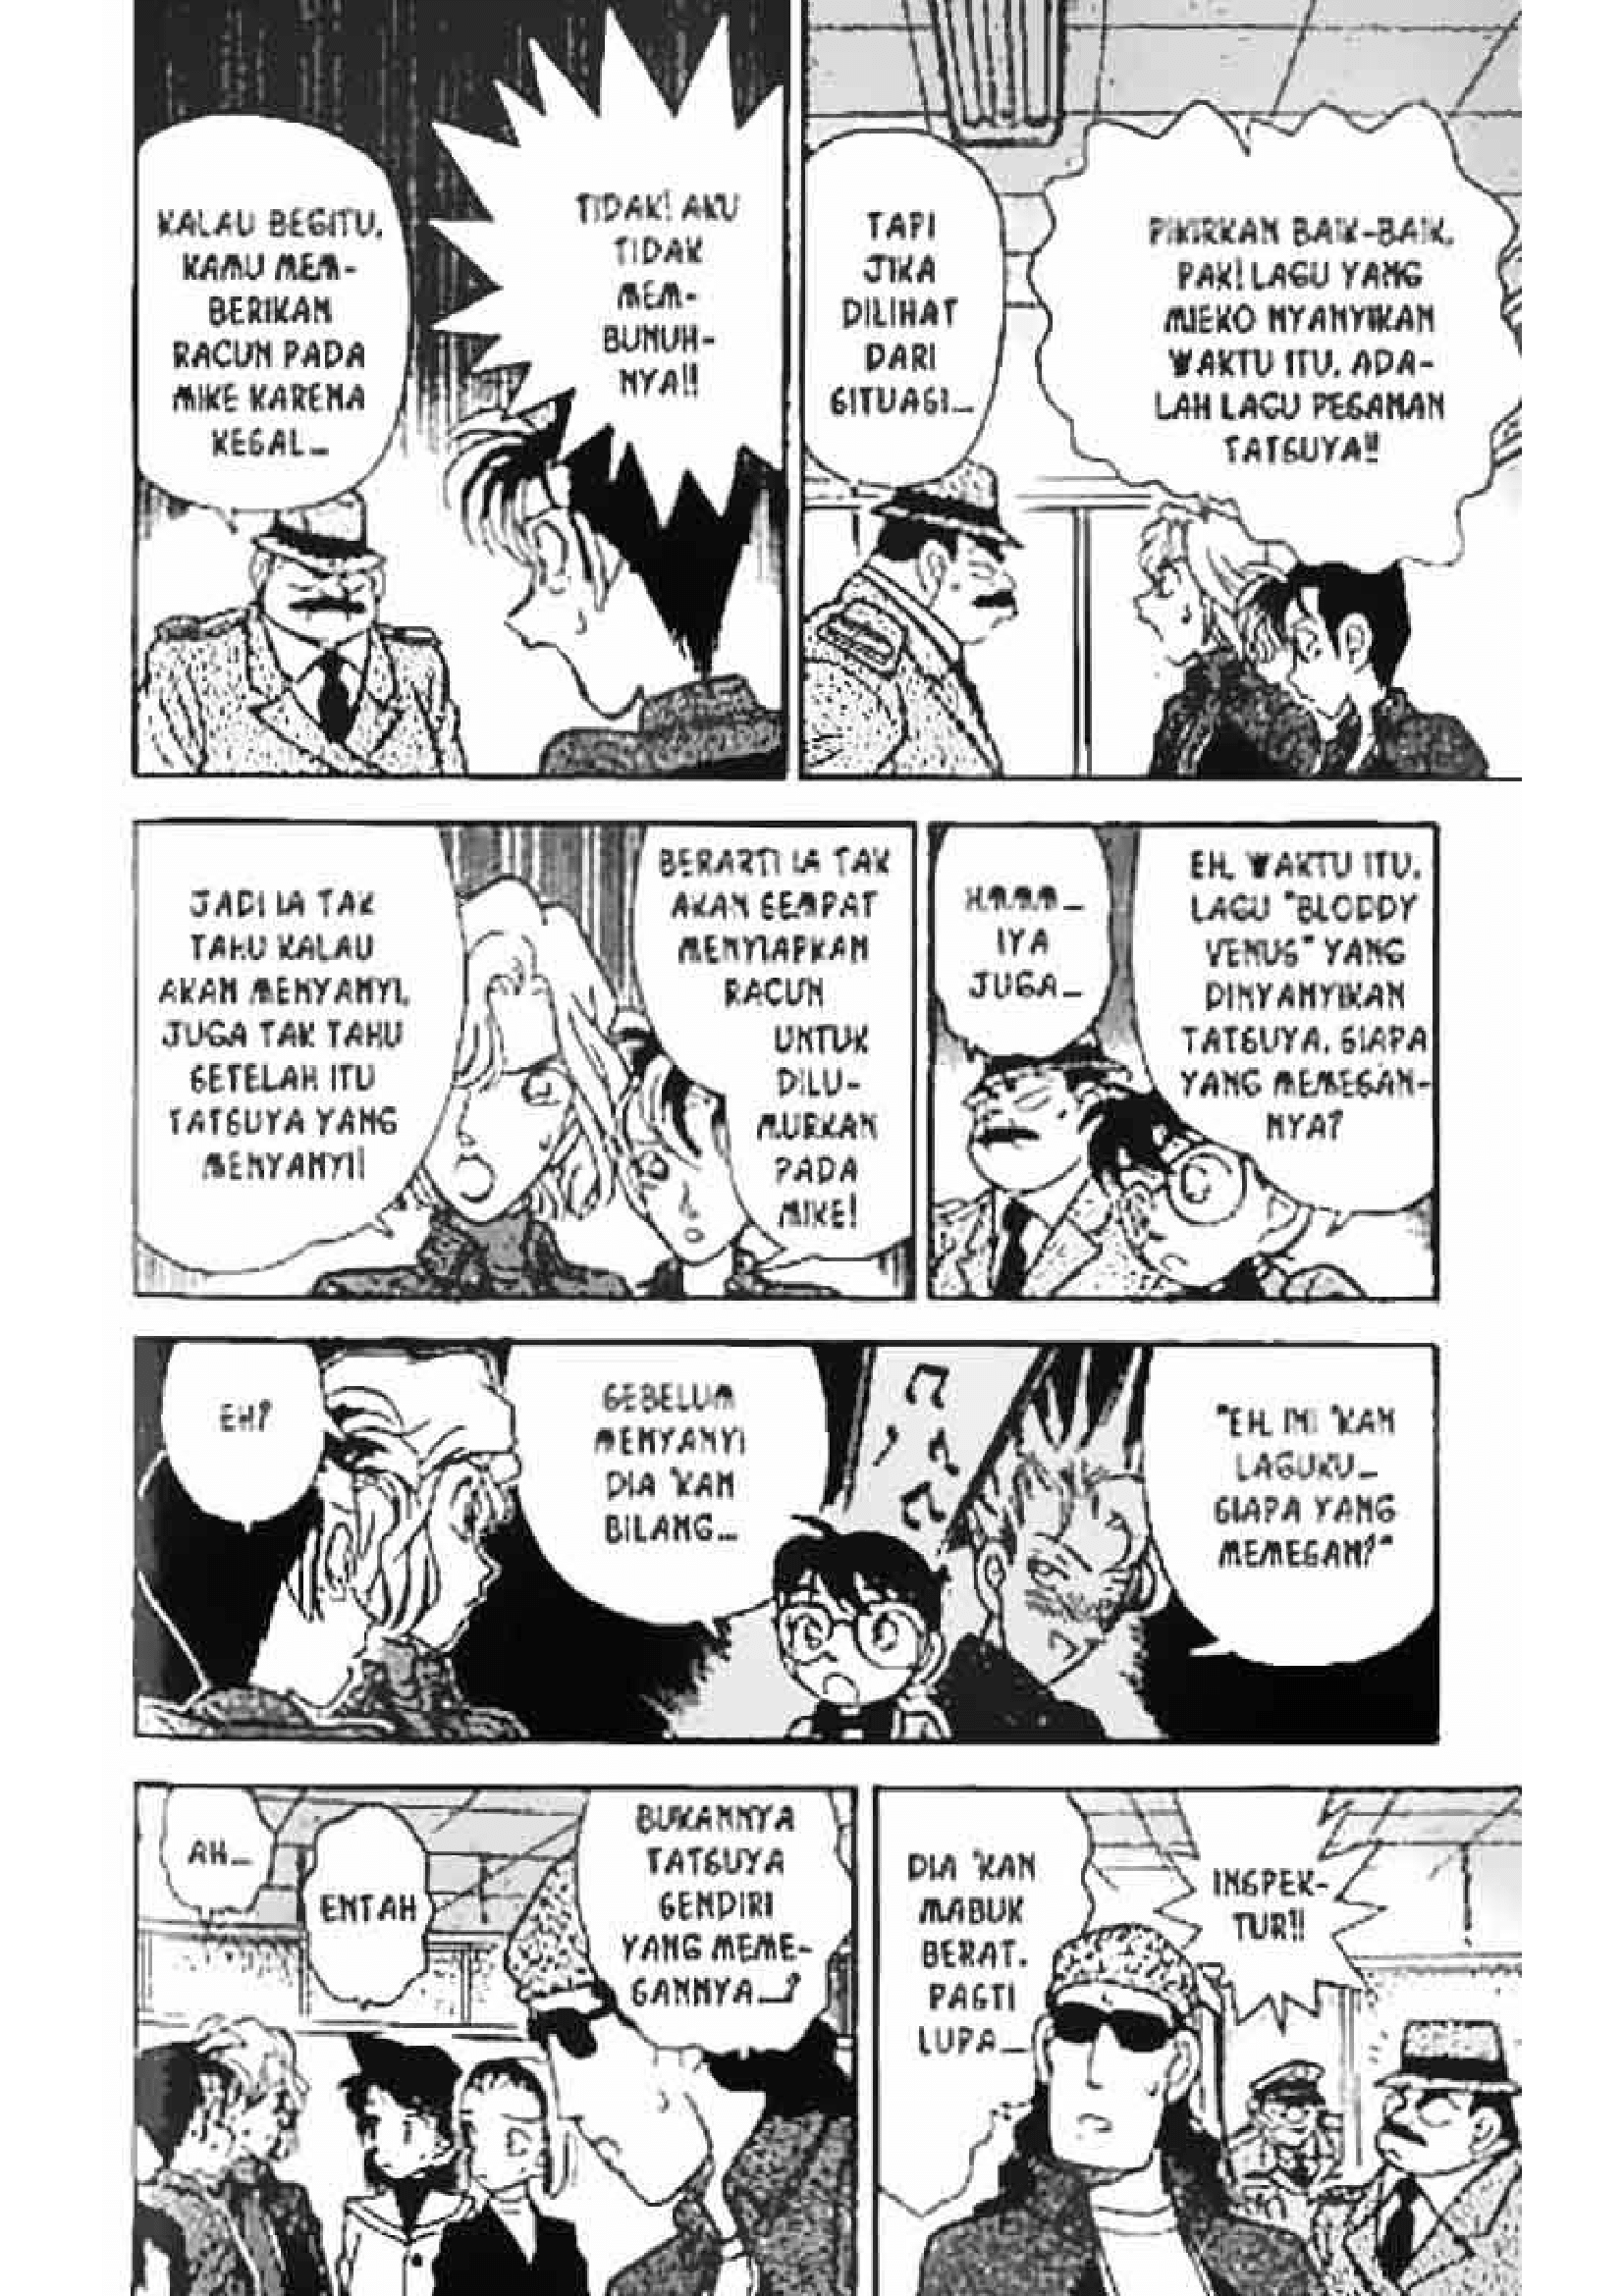 KALAU BEGITU,
KAMU MEM-
BERIKAN
RACUN PADA
MIKE KARENA
KESAL...
TIDAK! AKU
TIDAK
MEM-
BUNUH-
NYA!!
TAPI
JIKA
DILIHAT
DARI
SITUASI...
PIKIRKAN BAIK-BAIK,
PAK! LAGU YANG
MIEKO NYANYIKAN
WAKTU ITU, ADA-
LAH LAGU PESANAN
TATSUYA!!
JADI IA TAK
TAHU KALAU
AKAN MENYANYI,
JUGA TAK TAHU
SETELAH ITU
TATSUYA YANG
MENYANYI!
BERARTI IA TAK
AKAN SEMPAT
MENYIAPKAN
RACUN
UNTUK
DILU-
MURKAN
PADA
MIKE!
HMMM...
IYA
JUGA...
EH, WAKTU ITU,
LAGU "BLODDY
VENUS" YANG
DINYANYIKAN
TATSUYA, SIAPA
YANG MEMESAN-
NYA?
EH?
SEBELUM
MENYANYI
DIA 'KAN
BILANG...
"EH, INI 'KAN
LAGUKU...
SIAPA YANG
MEMESAN?"
AH...
ENTAH
BUKANNYA
TATSUYA
SENDIRI
YANG MEME-
SANNYA...?
DIA 'KAN
MABUK
BERAT,
PASTI
LUPA...
INSPEK-
TUR!!